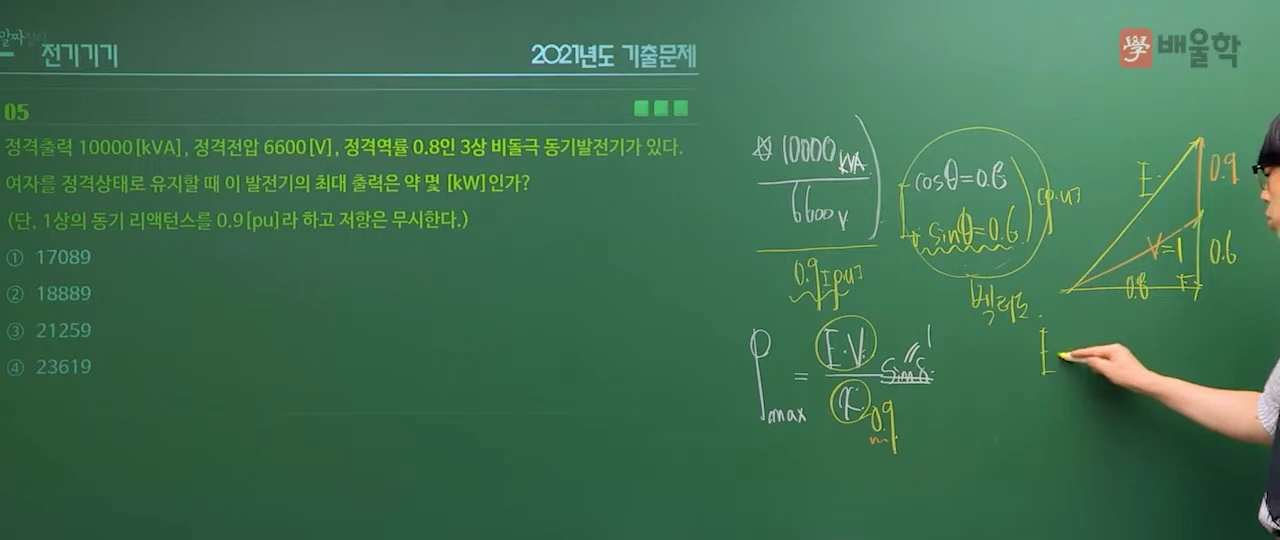 말짜
전기기기
2021년도 기출문제
學 배울학
05
정격출력 10000[kVA], 정격전압 6600[V], 정격역률 0.8인 3상 비돌극 동기발전기가 있다.
여자를 정격상태로 유지할 때 이 발전기의 최대 출력은 약 몇 [kW]인가?
(단, 1상의 동기 리액턴스를 0.9[pu]라 하고 저항은 무시한다.)
① 17089
② 18889
③ 21259
④ 23619
10000 kVA
6600 V
0.9[pu]
cosθ=0.8
sinθ=0.6
[pu]
벡터도.
E
0.9
V=1
0.6
0.8
Pmax = E·V / x sinδ
1
0.9
E